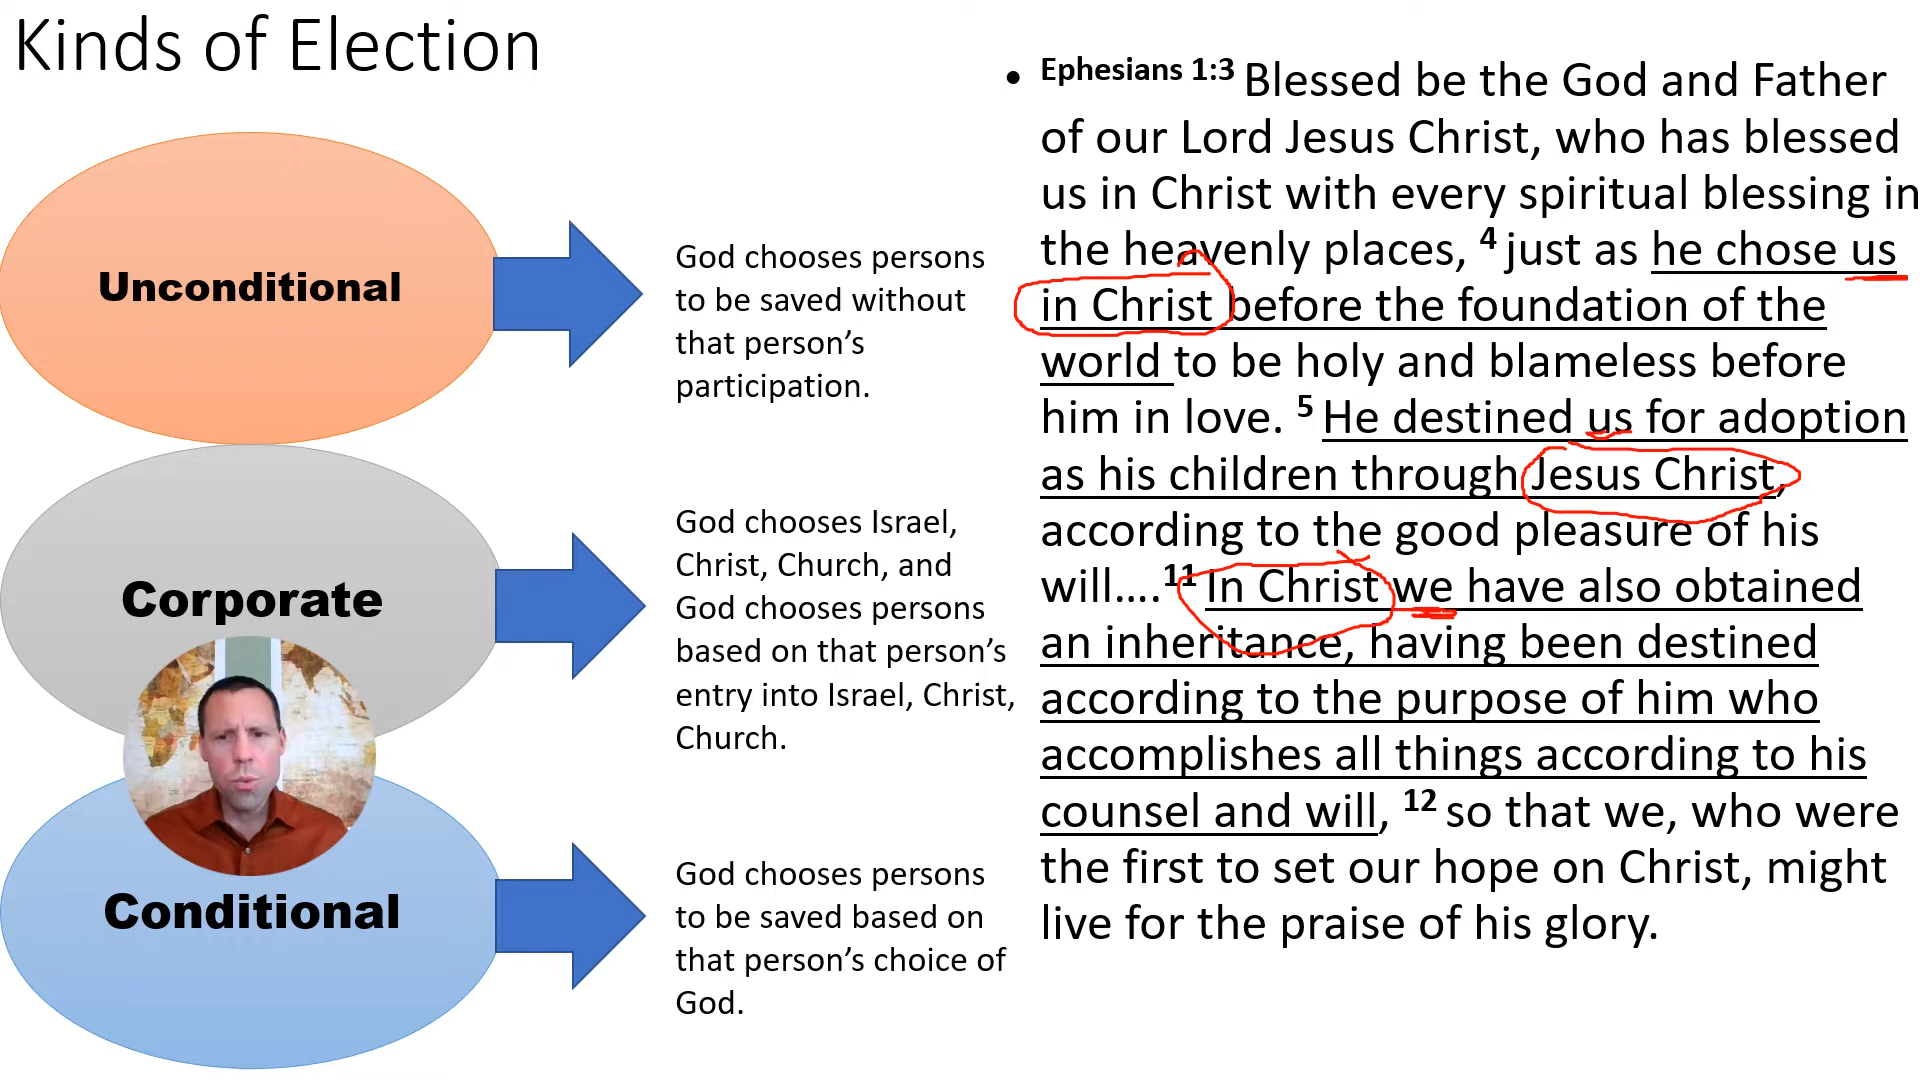 Kinds of Election
Unconditional
God chooses persons
to be saved without
that person’s
participation.
Corporate
God chooses Israel,
Christ, Church, and
God chooses persons
based on that person’s
entry into Israel, Christ,
Church.
Conditional
God chooses persons
to be saved based on
that person’s choice of
God.
• Ephesians 1:3 Blessed be the God and Father
of our Lord Jesus Christ, who has blessed
us in Christ with every spiritual blessing in
the heavenly places, 4 just as he chose us
in Christ before the foundation of the
world to be holy and blameless before
him in love. 5 He destined us for adoption
as his children through Jesus Christ,
according to the good pleasure of his
will…. 11 In Christ we have also obtained
an inheritance, having been destined
according to the purpose of him who
accomplishes all things according to his
counsel and will, 12 so that we, who were
the first to set our hope on Christ, might
live for the praise of his glory.